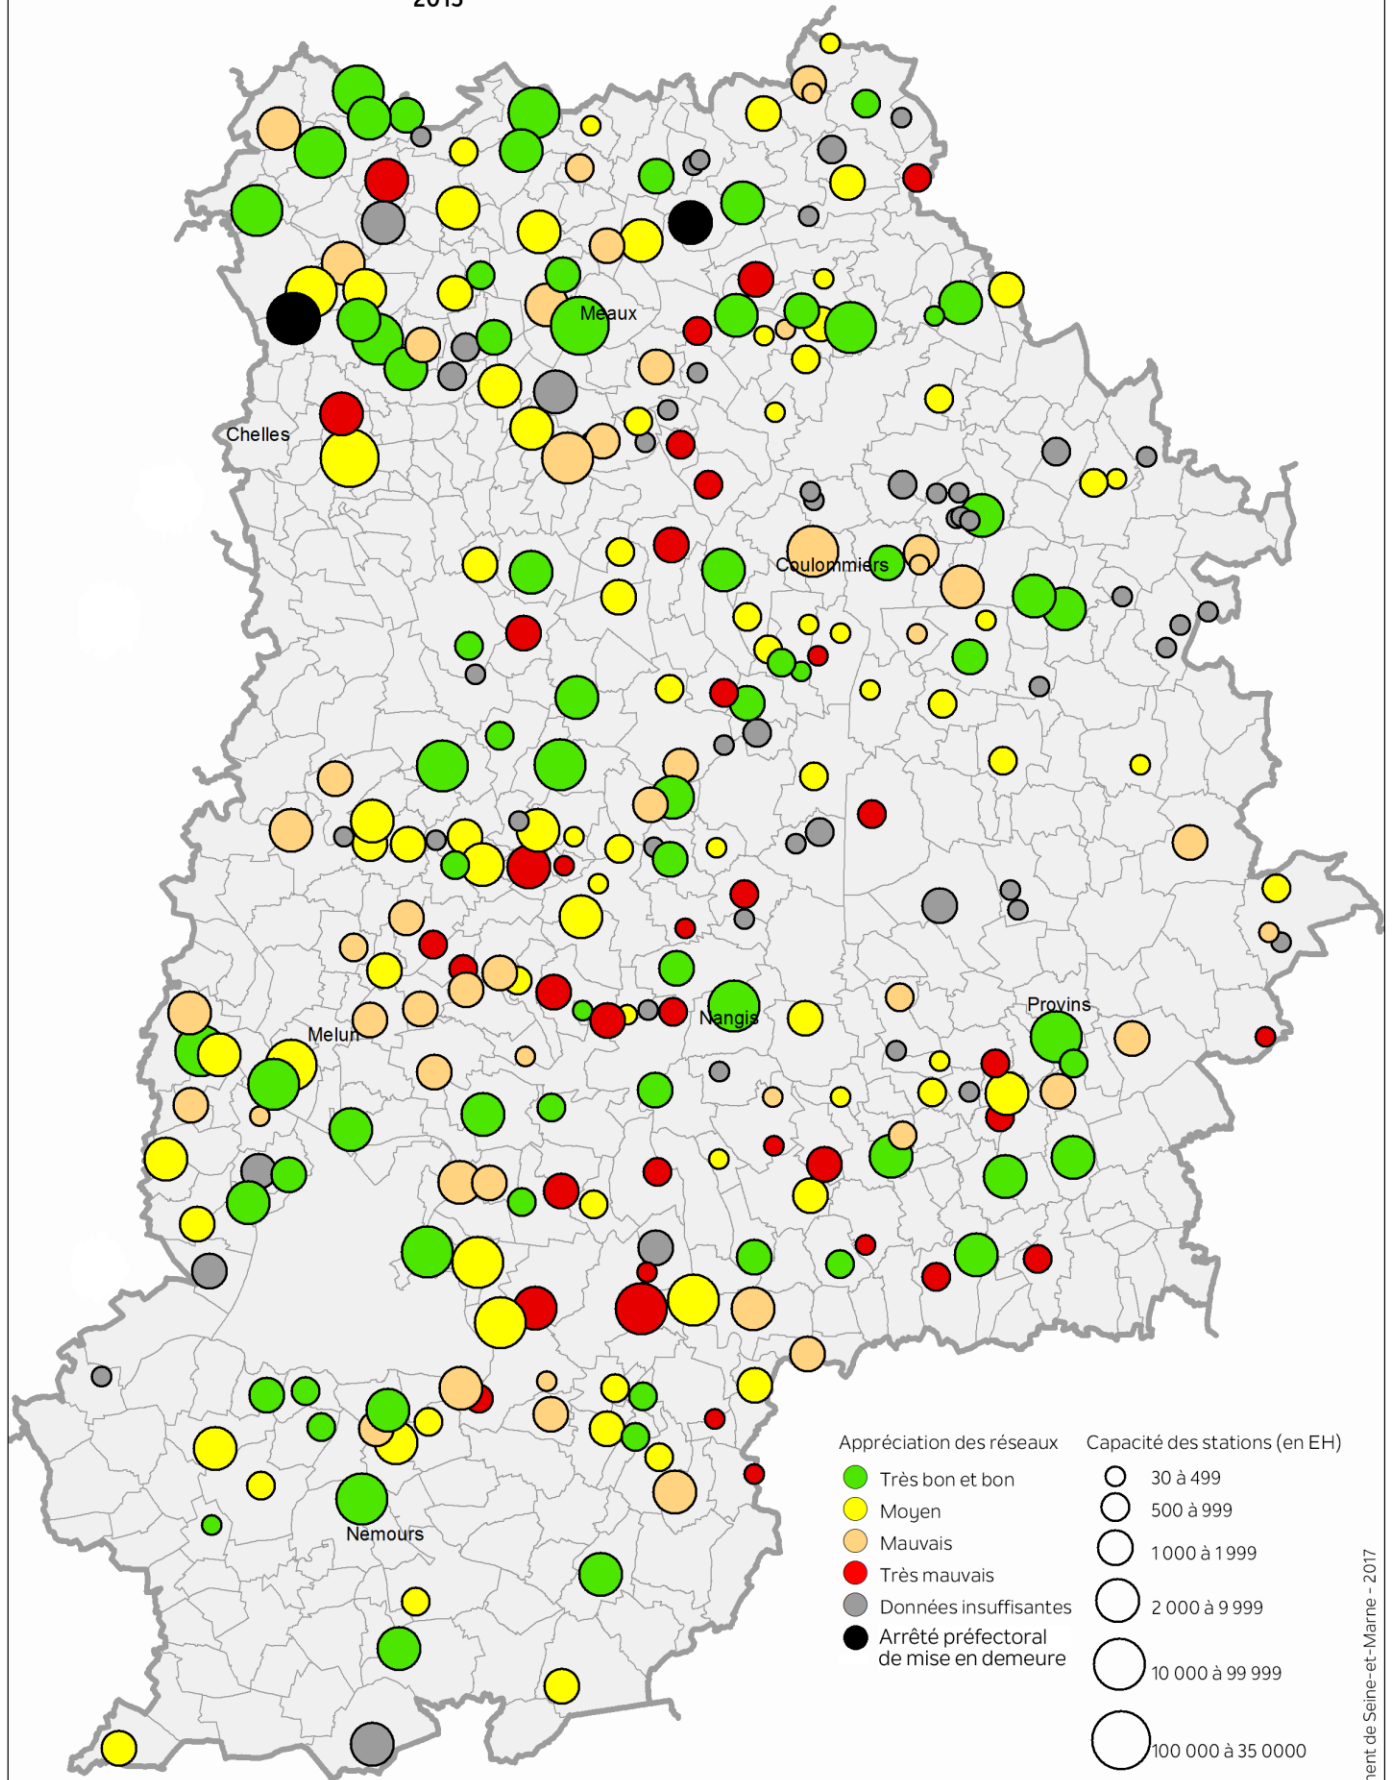 2015
Meaux
Chelles
Coulommiers
Provins
Nangis
Melun
Nemours
Appréciation des réseaux
Très bon et bon
Moyen
Mauvais
Très mauvais
Données insuffisantes
Arrêté préfectoral
de mise en demeure
Capacité des stations (en EH)
30 à 499
500 à 999
1 000 à 1 999
2 000 à 9 999
10 000 à 99 999
100 000 à 35 0000
de Seine-et-Marne - 2017